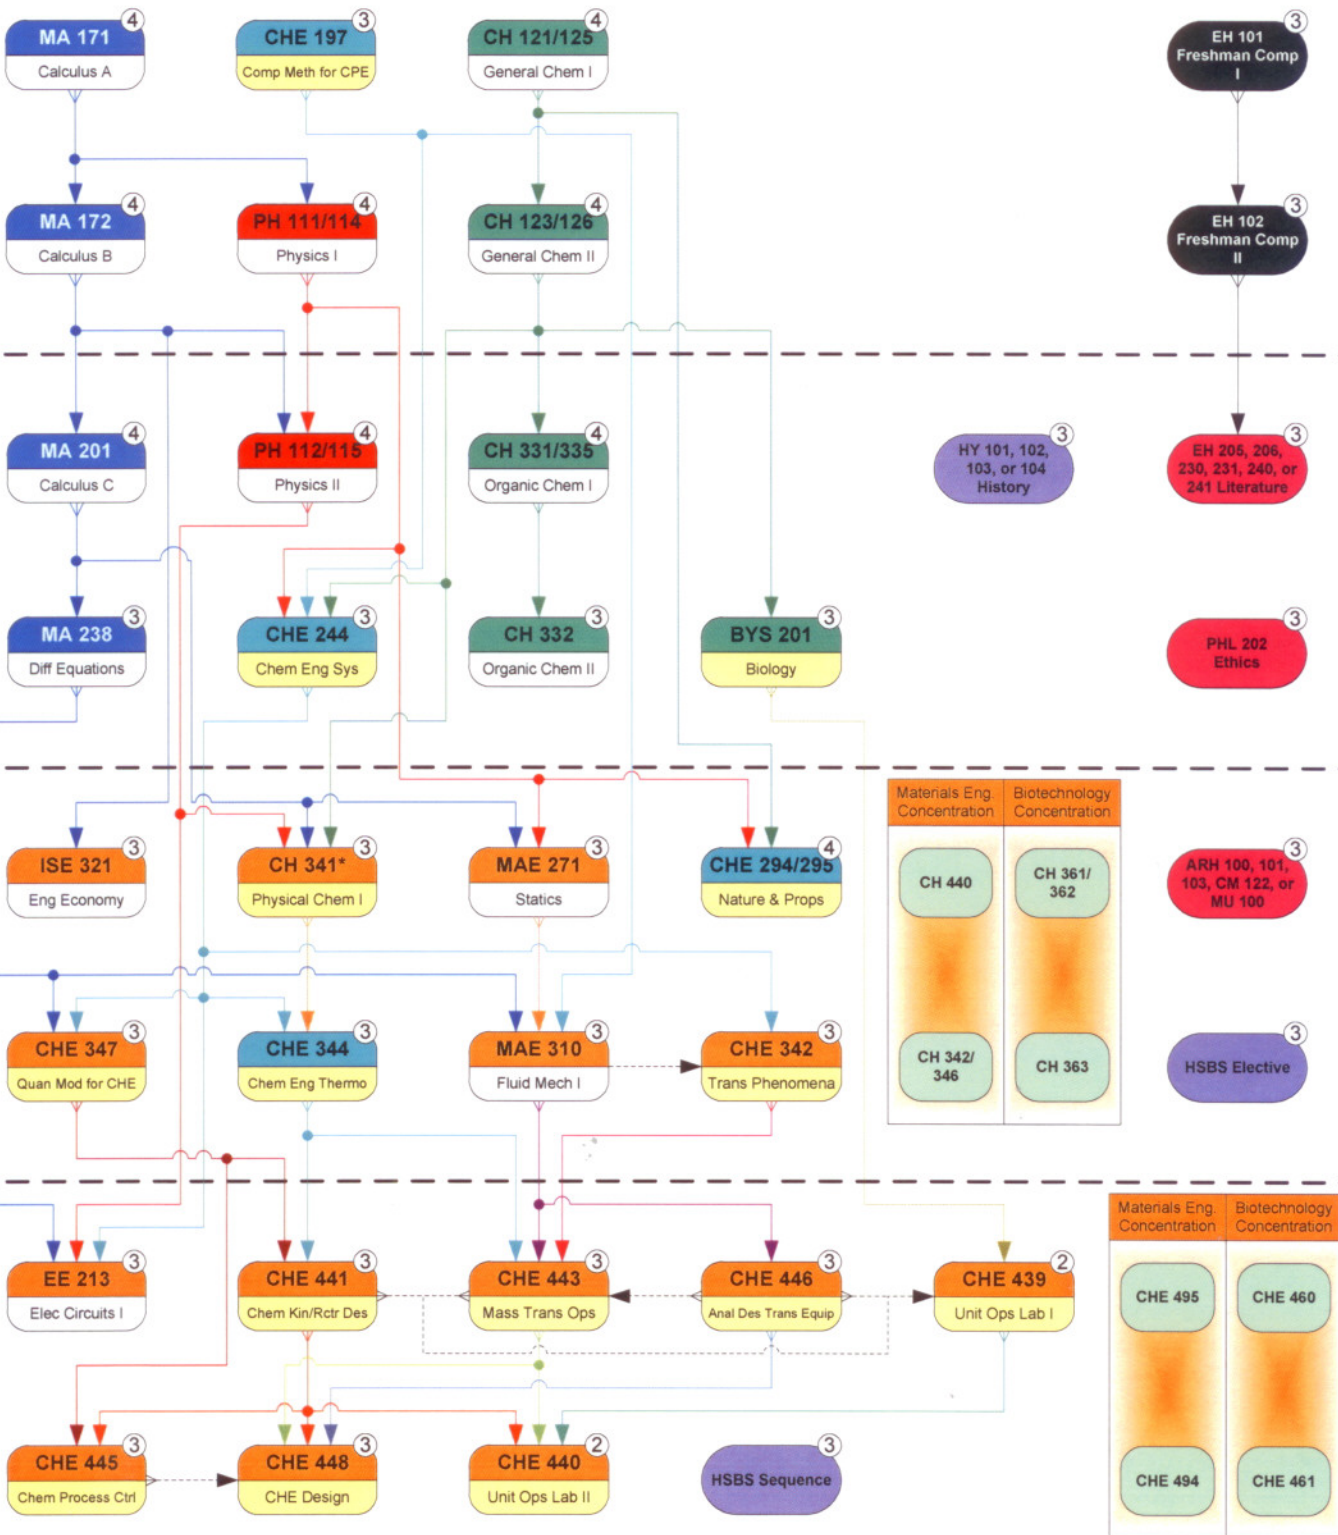 4
MA 171
Calculus A
3
CHE 197
Comp Meth for CPE
4
CH 121/125
General Chem I
3
EH 101
Freshman Comp
I
4
MA 172
Calculus B
4
PH 111/114
Physics I
4
CH 123/126
General Chem II
3
EH 102
Freshman Comp
II
4
MA 201
Calculus C
4
PH 112/115
Physics II
4
CH 331/335
Organic Chem I
3
HY 101, 102,
103, or 104
History
3
EH 205, 206,
230, 231, 240, or
241 Literature
3
MA 238
Diff Equations
3
CHE 244
Chem Eng Sys
3
CH 332
Organic Chem II
3
BYS 201
Biology
3
PHL 202
Ethics
3
ISE 321
Eng Economy
3
CH 341*
Physical Chem I
3
MAE 271
Statics
4
CHE 294/295
Nature & Props
Materials Eng.
Concentration
CH 440
CH 342/
346
Biotechnology
Concentration
CH 361/
362
CH 363
3
ARH 100, 101,
103, CM 122, or
MU 100
3
CHE 347
Quan Mod for CHE
3
CHE 344
Chem Eng Thermo
3
MAE 310
Fluid Mech I
3
CHE 342
Trans Phenomena
3
HSBS Elective
3
EE 213
Elec Circuits I
3
CHE 441
Chem Kin/Rctr Des
3
CHE 443
Mass Trans Ops
3
CHE 446
Anal Des Trans Equip
2
CHE 439
Unit Ops Lab I
Materials Eng.
Concentration
CHE 495
CHE 494
Biotechnology
Concentration
CHE 460
CHE 461
3
CHE 445
Chem Process Ctrl
3
CHE 448
CHE Design
2
CHE 440
Unit Ops Lab II
3
HSBS Sequence